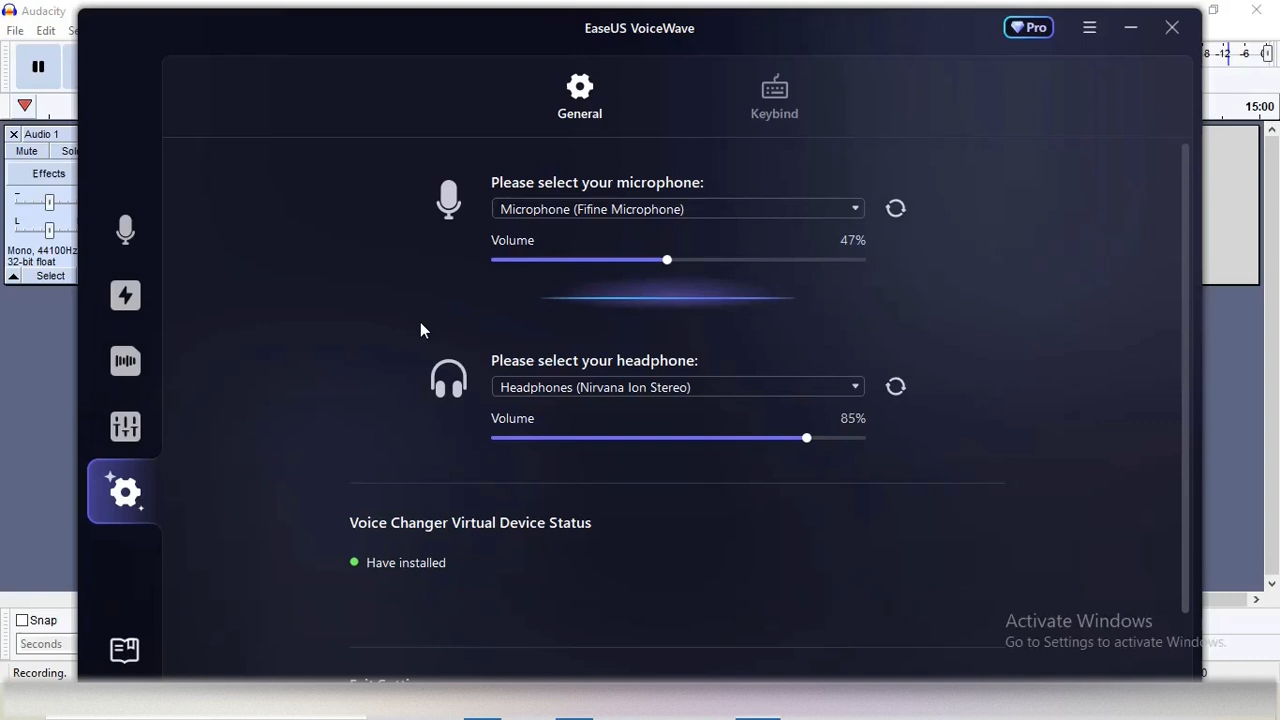 Audacity
EaseUS VoiceWave
Pro
File Edit
-12 -6
General
Keybind
15:00
Audio 1
Mute
Effects
L
Mono, 44100Hz
32-bit float
Select
Please select your microphone:
Microphone (Fifine Microphone)
Volume 47%
Please select your headphone:
Headphones (Nirvana Ion Stereo)
Volume 85%
Voice Changer Virtual Device Status
Have installed
Snap
Seconds
Recording.
Activate Windows
Go to Settings to activate Windows.